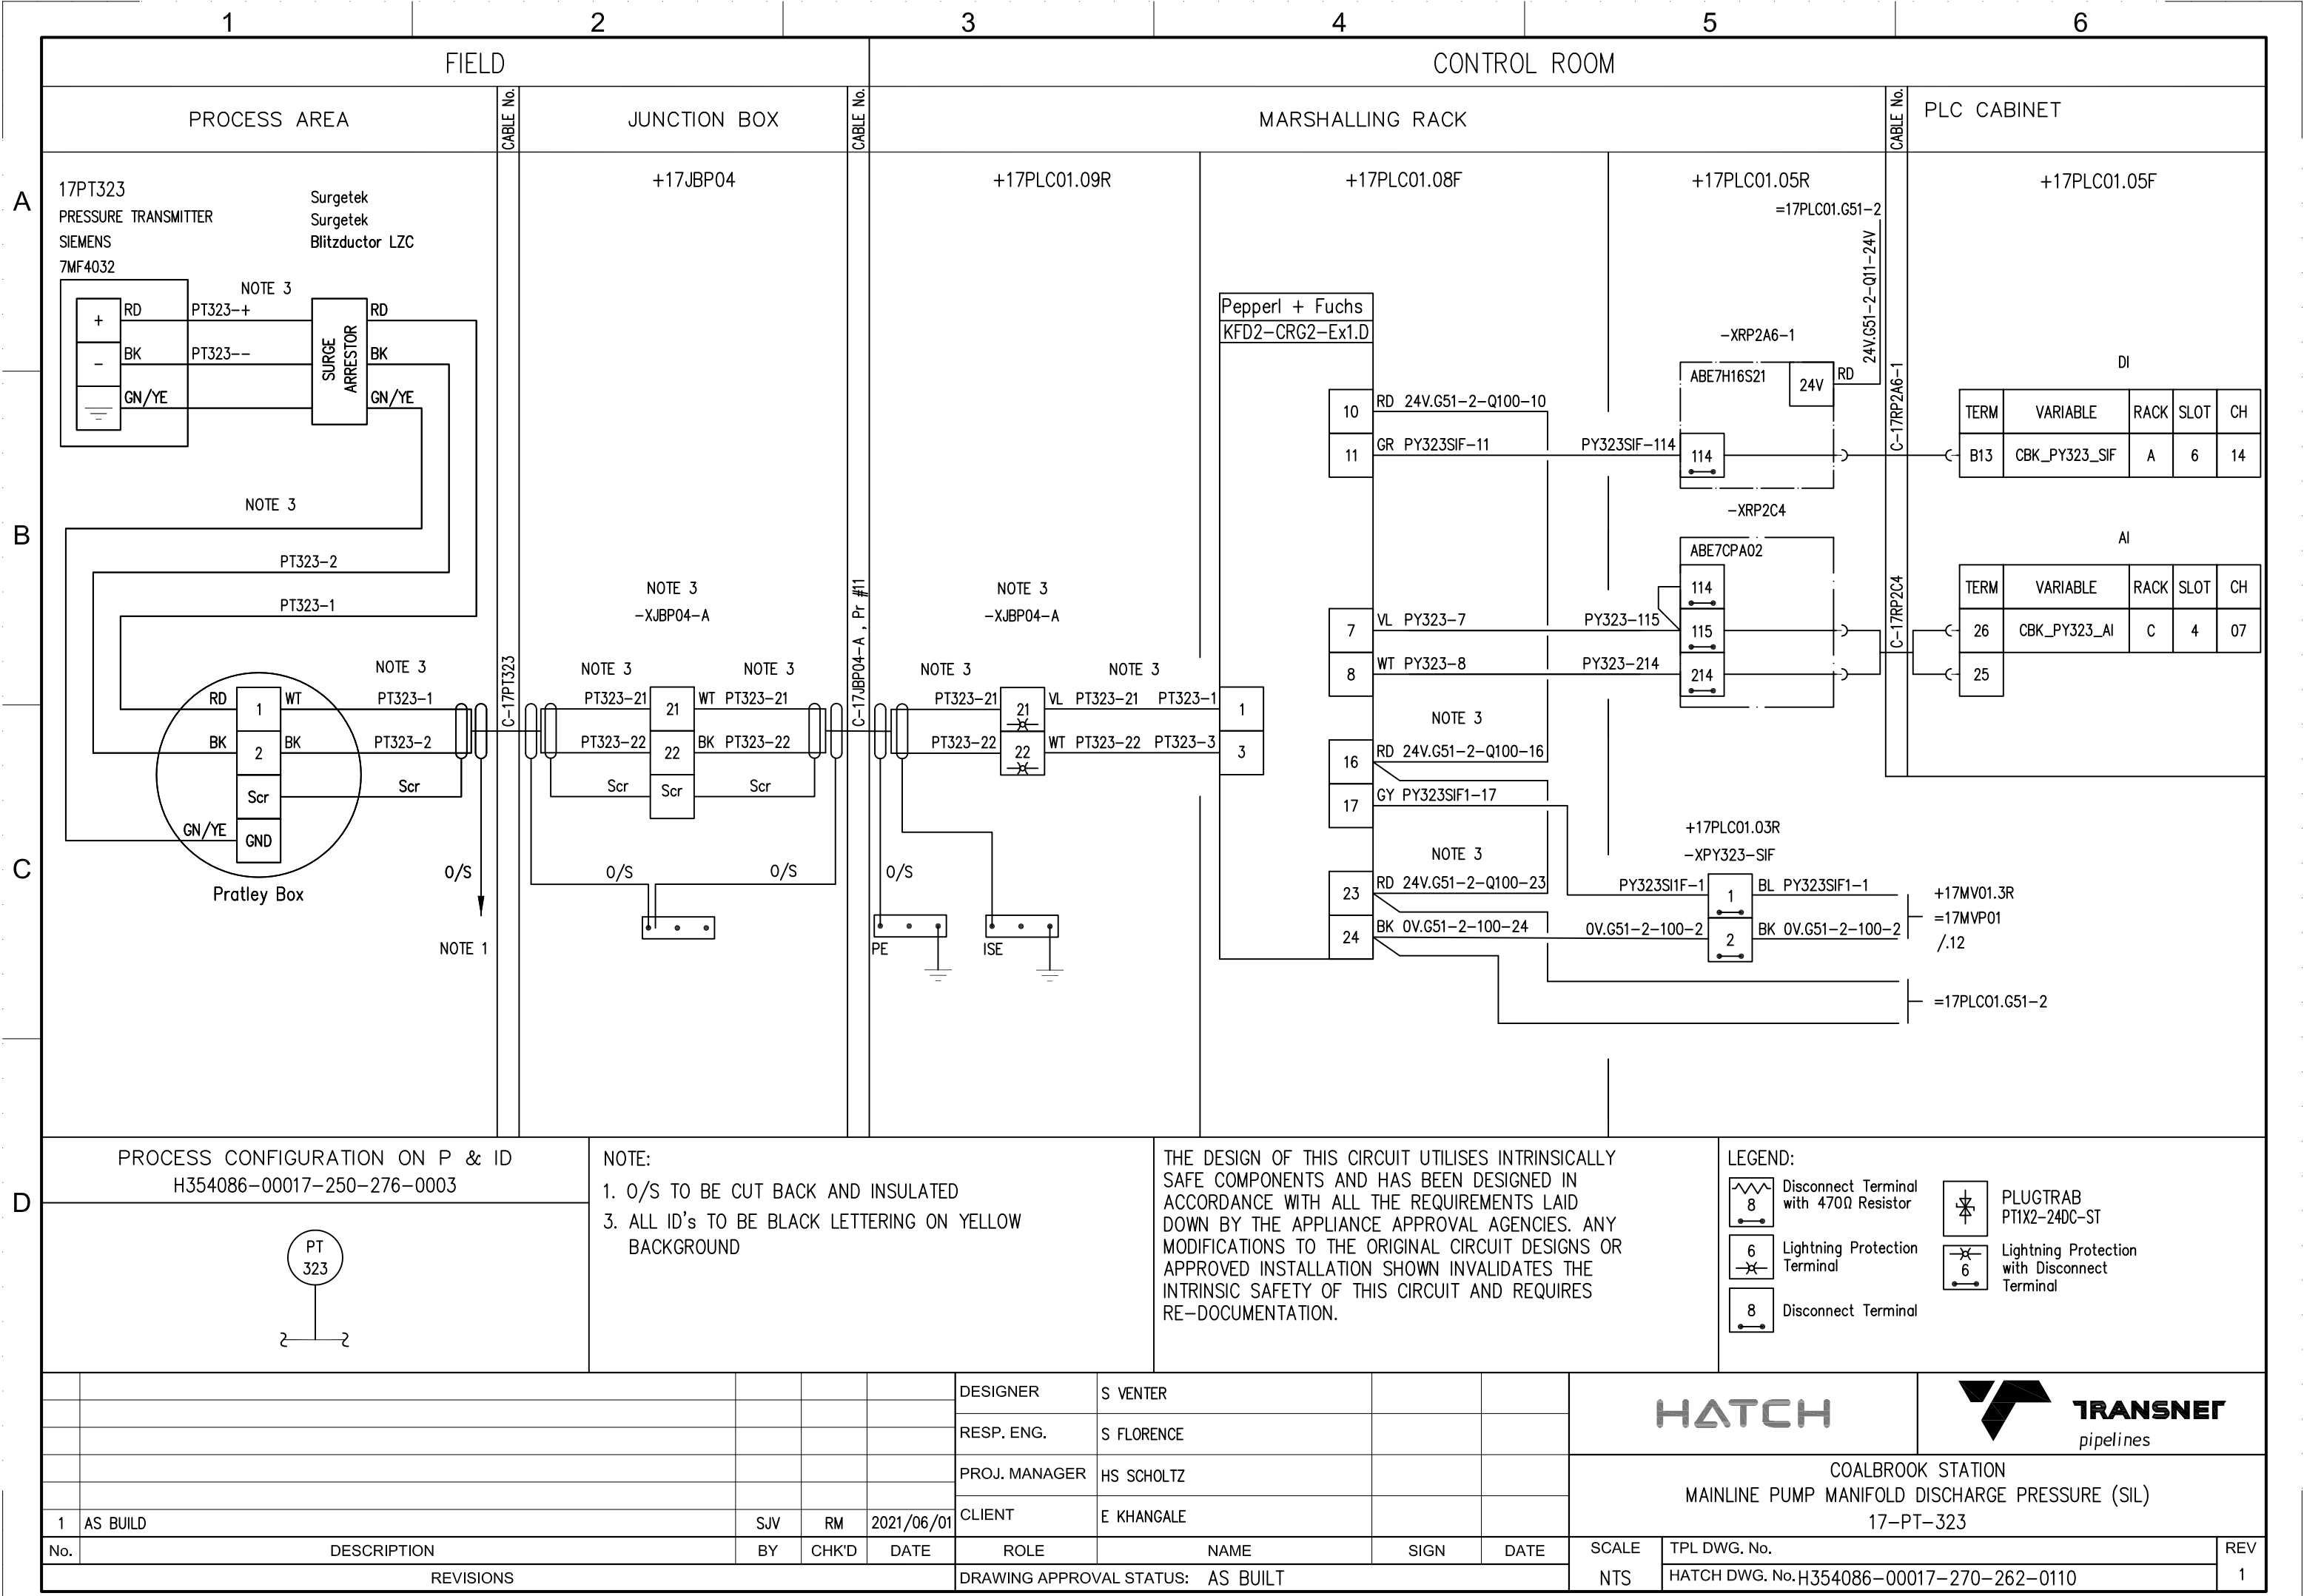 1 2 3 4 5 6
A
B
C
D
FIELD
CONTROL ROOM
PROCESS AREA
CABLE No.
JUNCTION BOX
CABLE No.
MARSHALLING RACK
CABLE No.
PLC CABINET
+17JBP04
+17PLC01.09R
+17PLC01.08F
+17PLC01.05R
+17PLC01.05F
=17PLC01.G51-2
24V.G51-2-Q11-24V
17PT323
PRESSURE TRANSMITTER
SIEMENS
7MF4032
Surgetek
Surgetek
Blitzductor LZC
NOTE 3
+ RD PT323-+
- BK PT323--
GN/YE
SURGE ARRESTOR
RD
BK
GN/YE
NOTE 3
PT323-2
PT323-1
NOTE 3
RD 1 WT PT323-1
BK 2 BK PT323-2
Scr Scr
GN/YE GND
Pratley Box
O/S
NOTE 1
C-17PT323
NOTE 3
-XJBP04-A
NOTE 3 NOTE 3
PT323-21 21 WT PT323-21
PT323-22 22 BK PT323-22
Scr Scr Scr
O/S O/S
C-17JBP04-A , Pr #11
NOTE 3
-XJBP04-A
NOTE 3 NOTE 3
PT323-21 21 VL PT323-21 PT323-1 1
PT323-22 22 WT PT323-22 PT323-3 3
O/S
PE
ISE
Pepperl + Fuchs
KFD2-CRG2-Ex1.D
10 RD 24V.G51-2-Q100-10
11 GR PY323SIF-11 PY323SIF-114
7 VL PY323-7 PY323-115
8 WT PY323-8 PY323-214
NOTE 3
16 RD 24V.G51-2-Q100-16
17 GY PY323SIF1-17
NOTE 3
23 RD 24V.G51-2-Q100-23
24 BK 0V.G51-2-100-24
-XRP2A6-1
ABE7H16S21 24V RD
114
-XRP2C4
ABE7CPA02
114
115
214
C-17RP2A6-1
C-17RP2C4
DI
TERM VARIABLE RACK SLOT CH
B13 CBK_PY323_SIF A 6 14
AI
TERM VARIABLE RACK SLOT CH
26 CBK_PY323_AI C 4 07
25
+17PLC01.03R
-XPY323-SIF
PY323SI1F-1 1 BL PY323SIF1-1
0V.G51-2-100-2 2 BK 0V.G51-2-100-2
+17MV01.3R
=17MVP01
/.12
=17PLC01.G51-2
PROCESS CONFIGURATION ON P & ID
H354086-00017-250-276-0003
PT
323
NOTE:
1. O/S TO BE CUT BACK AND INSULATED
3. ALL ID's TO BE BLACK LETTERING ON YELLOW
BACKGROUND
THE DESIGN OF THIS CIRCUIT UTILISES INTRINSICALLY
SAFE COMPONENTS AND HAS BEEN DESIGNED IN
ACCORDANCE WITH ALL THE REQUIREMENTS LAID
DOWN BY THE APPLIANCE APPROVAL AGENCIES. ANY
MODIFICATIONS TO THE ORIGINAL CIRCUIT DESIGNS OR
APPROVED INSTALLATION SHOWN INVALIDATES THE
INTRINSIC SAFETY OF THIS CIRCUIT AND REQUIRES
RE-DOCUMENTATION.
LEGEND:
8 Disconnect Terminal
with 470Ω Resistor
6 Lightning Protection
Terminal
8 Disconnect Terminal
PLUGTRAB
PT1X2-24DC-ST
6 Lightning Protection
with Disconnect
Terminal
1 AS BUILD SJV RM 2021/06/01
No. DESCRIPTION BY CHK'D DATE
REVISIONS
DESIGNER S VENTER
RESP. ENG. S FLORENCE
PROJ. MANAGER HS SCHOLTZ
CLIENT E KHANGALE
ROLE NAME SIGN DATE
DRAWING APPROVAL STATUS: AS BUILT
HATCH
TRANSNET
pipelines
COALBROOK STATION
MAINLINE PUMP MANIFOLD DISCHARGE PRESSURE (SIL)
17-PT-323
SCALE TPL DWG. No. REV
NTS HATCH DWG. No. H354086-00017-270-262-0110 1